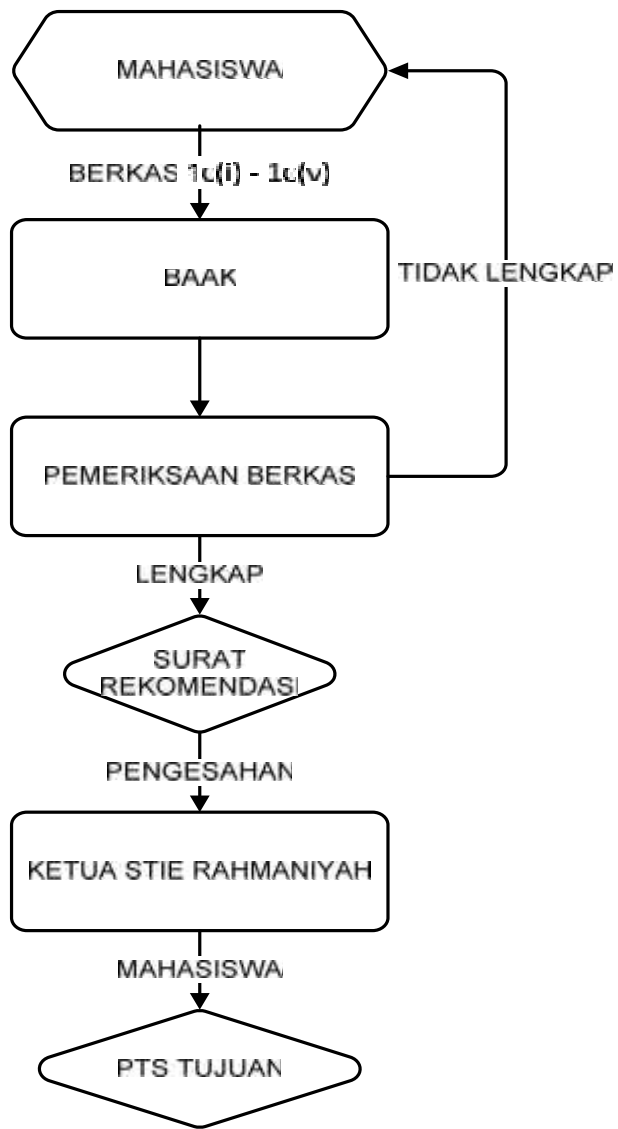 MAHASISWA
BERKAS 1c(i) - 1c(v)
BAAK
TIDAK LENGKAP
PEMERIKSAAN BERKAS
LENGKAP
SURAT
REKOMENDASI
PENGESAHAN
KETUA STIE RAHMANIYAH
MAHASISWA
PTS TUJUAN